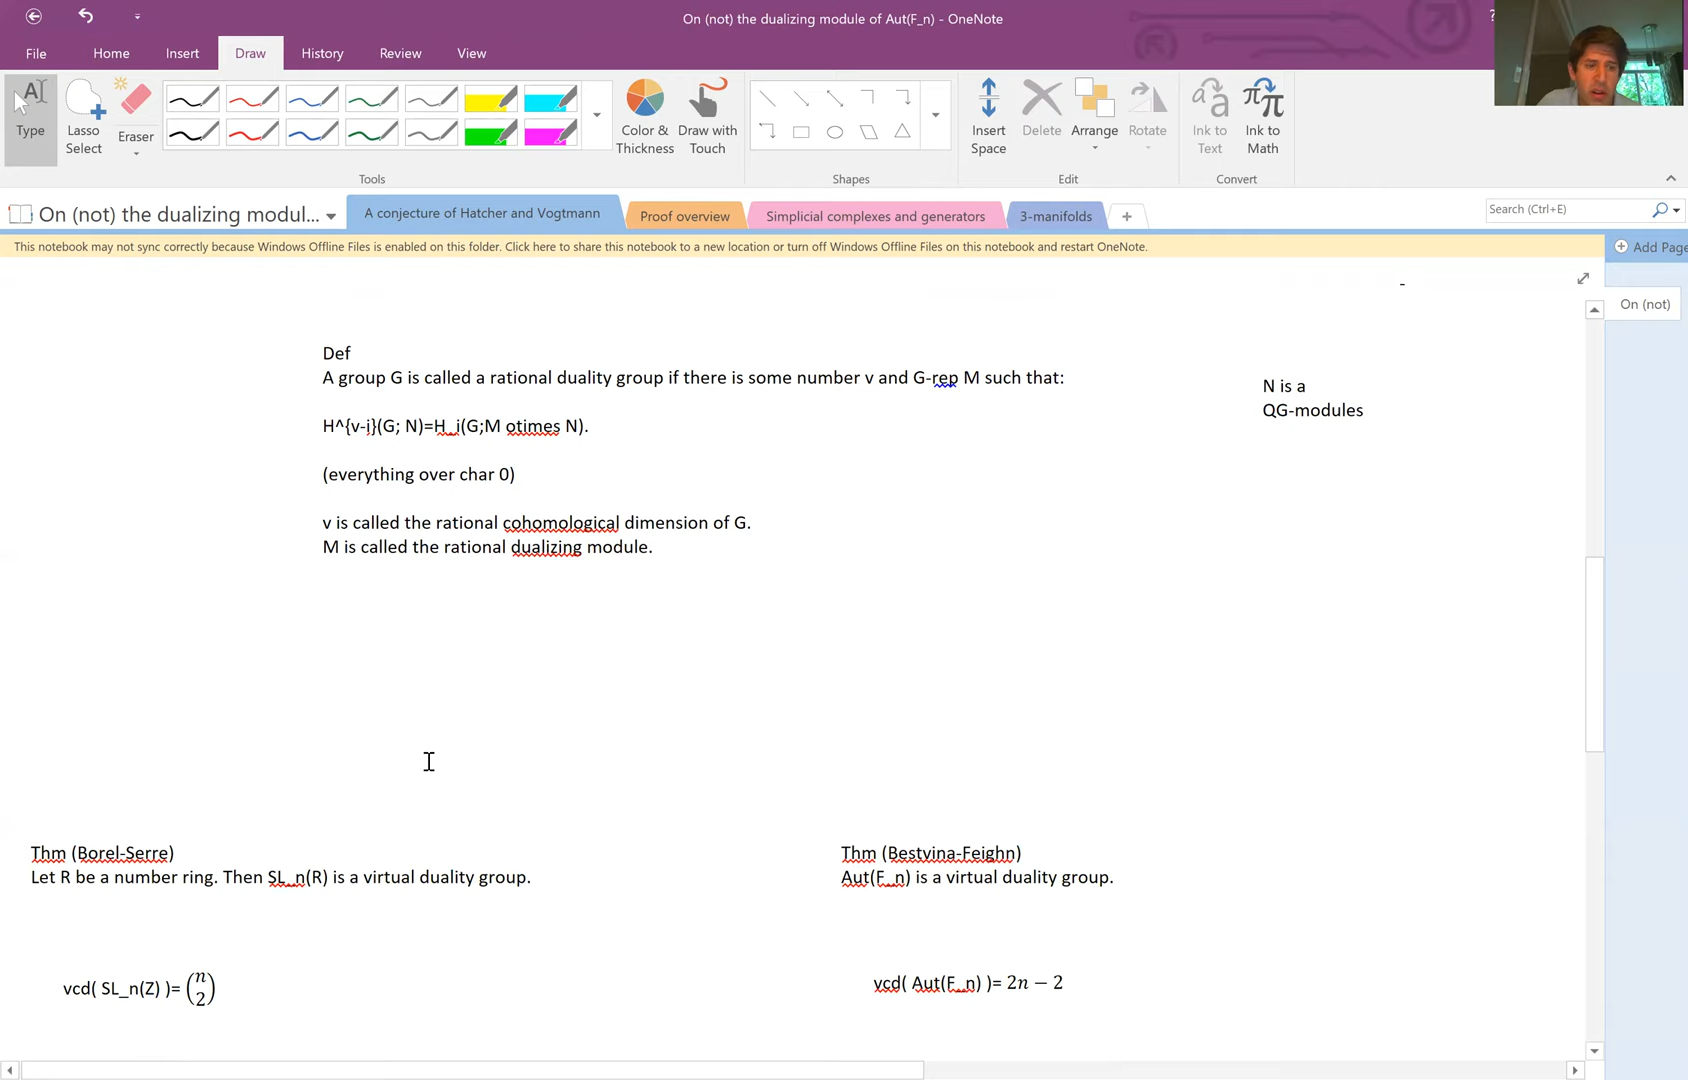 On (not) the dualizing module of Aut(F_n) - OneNote
?
File
Home
Insert
Draw
History
Review
View
Type
Lasso
Select
Eraser
Color &
Thickness
Draw with
Touch
Insert
Space
Delete
Arrange
Rotate
Ink to
Text
Ink to
Math
Tools
Shapes
Edit
Convert
On (not) the dualizing modul...
A conjecture of Hatcher and Vogtmann
Proof overview
Simplicial complexes and generators
3-manifolds
Search (Ctrl+E)
This notebook may not sync correctly because Windows Offline Files is enabled on this folder. Click here to share this notebook to a new location or turn off Windows Offline Files on this notebook and restart OneNote.
Add Page
On (not)
Def
A group G is called a rational duality group if there is some number v and G-rep M such that:
N is a
QG-modules
H^{v-i}(G; N)=H_i(G;M otimes N).
(everything over char 0)
v is called the rational cohomological dimension of G.
M is called the rational dualizing module.
Thm (Borel-Serre)
Let R be a number ring. Then SL_n(R) is a virtual duality group.
Thm (Bestvina-Feighn)
Aut(F_n) is a virtual duality group.
vcd( SL_n(Z) )= (n 2)
vcd( Aut(F_n) )= 2n − 2